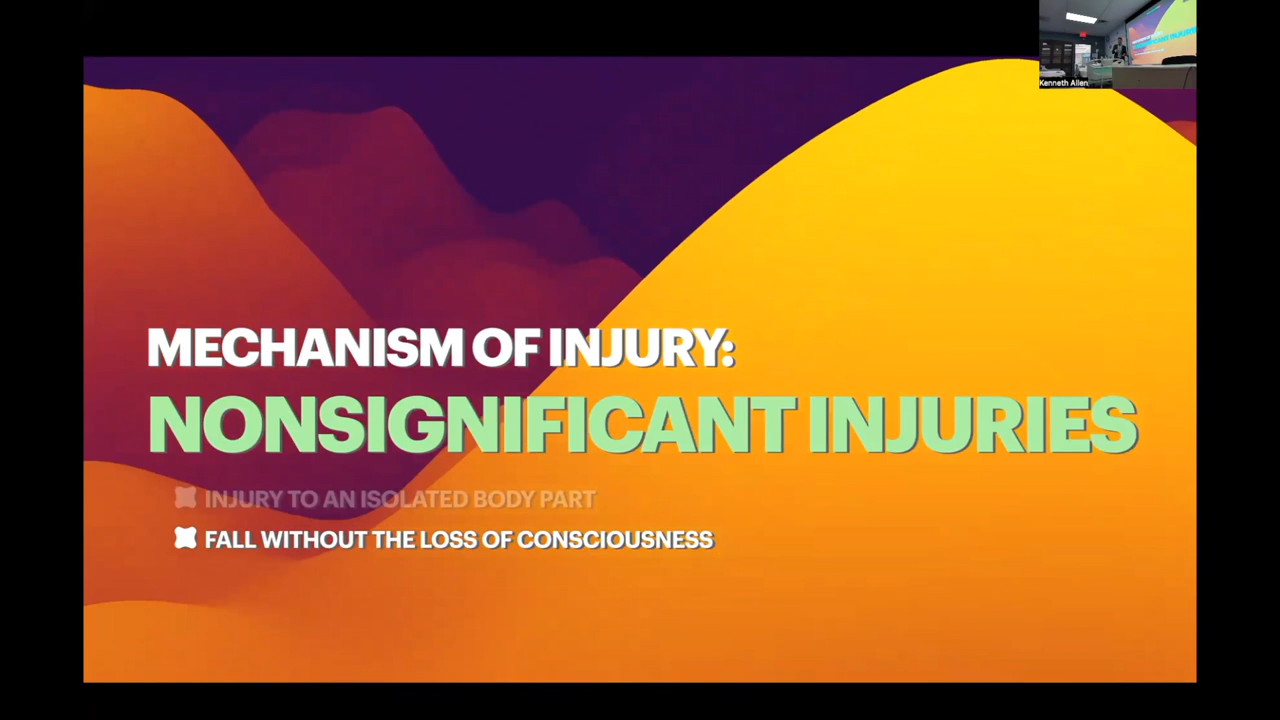 Kenneth Allen
MECHANISM OF INJURY:
NONSIGNIFICANT INJURIES
INJURY TO AN ISOLATED BODY PART
FALL WITHOUT THE LOSS OF CONSCIOUSNESS